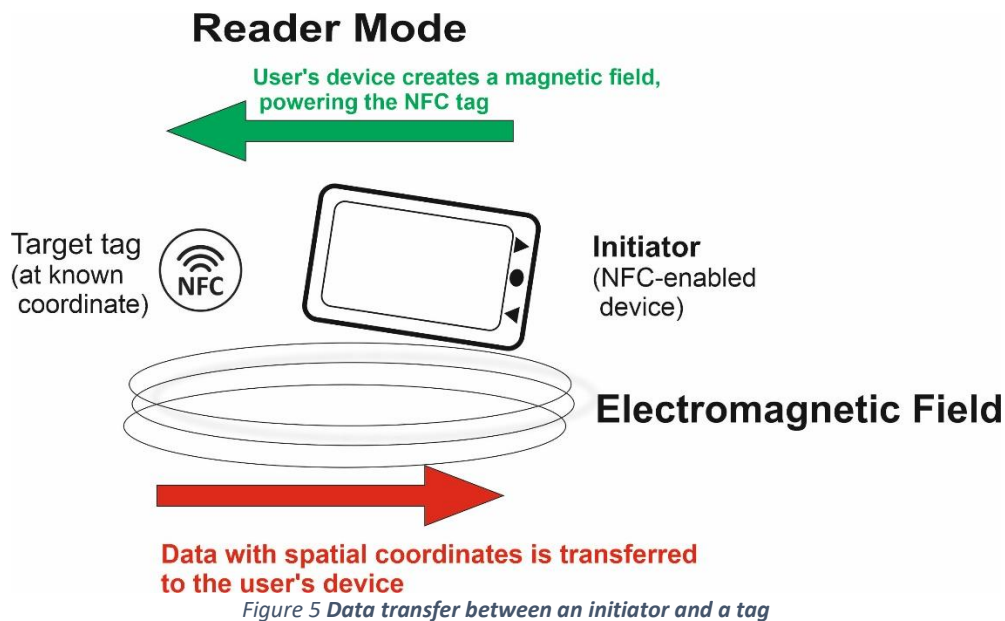 Reader Mode
User's device creates a magnetic field,
powering the NFC tag
Target tag
(at known
coordinate)
NFC
Initiator
(NFC-enabled
device)
Electromagnetic Field
Data with spatial coordinates is transferred
to the user's device
Figure 5 Data transfer between an initiator and a tag